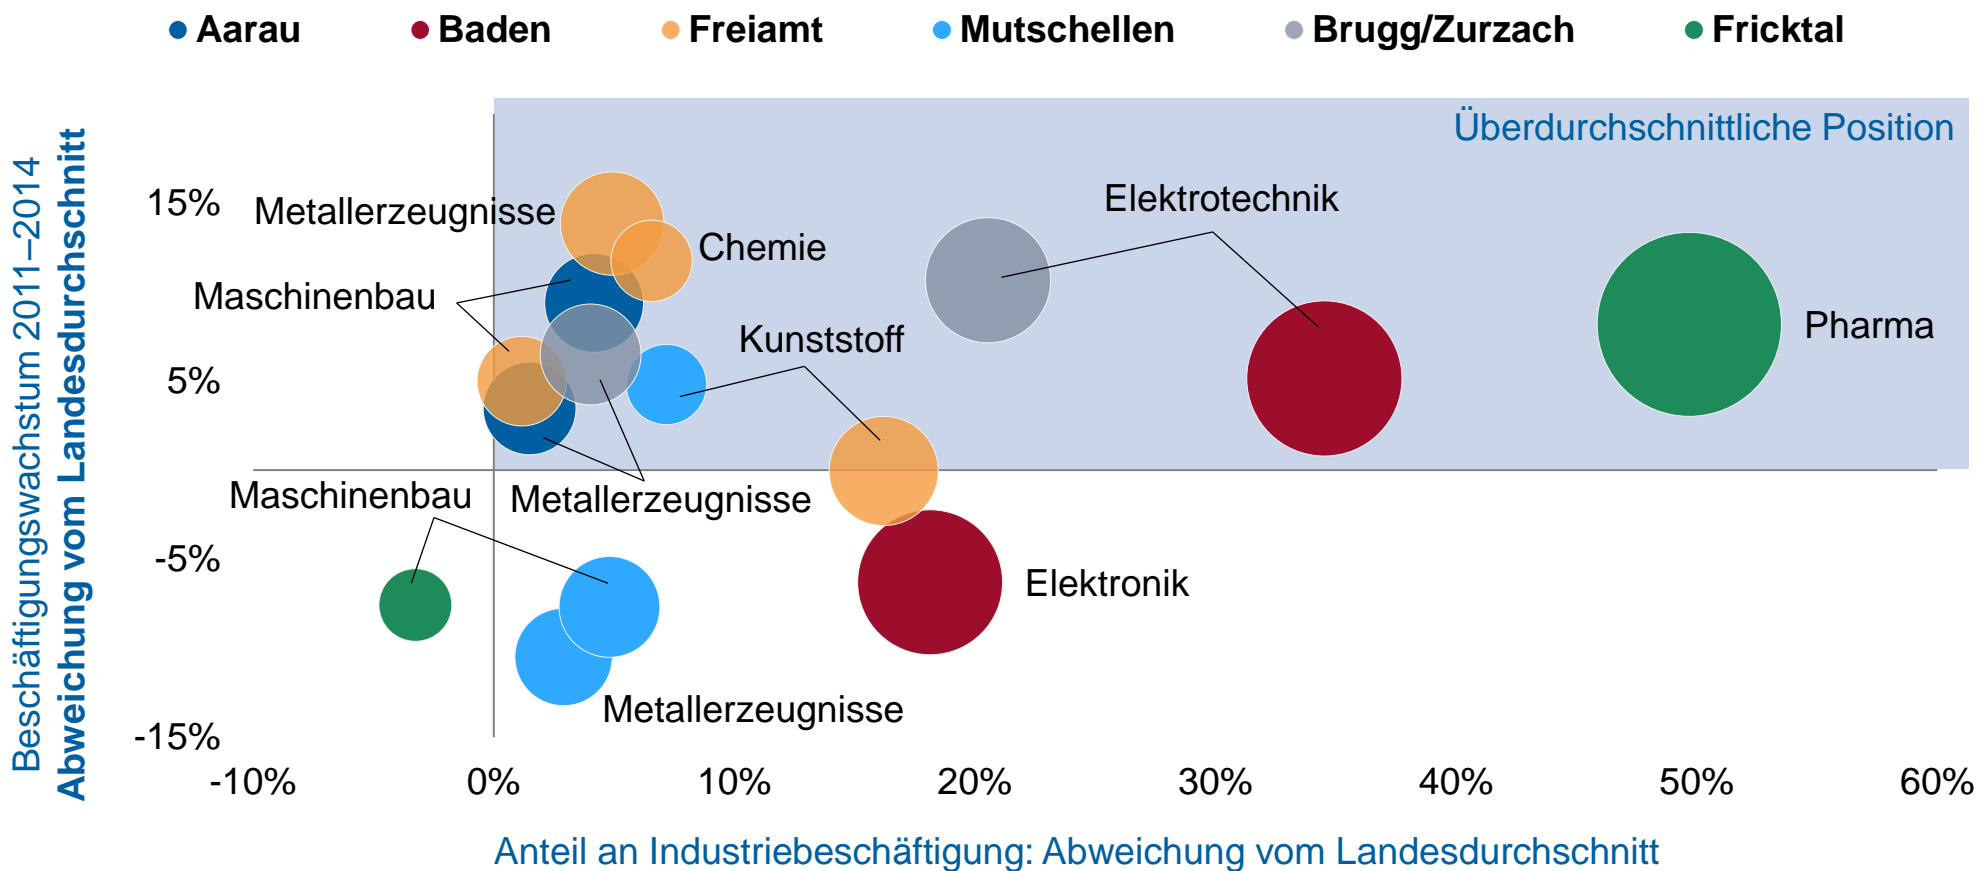 Aarau
Baden
Freiamt
Mutschellen
Brugg/Zurzach
Fricktal
Überdurchschnittliche Position
Beschäftigungswachstum 2011–2014
Abweichung vom Landesdurchschnitt
15%
5%
-5%
-15%
Metallerzeugnisse
Chemie
Elektrotechnik
Maschinenbau
Kunststoff
Pharma
Maschinenbau
Metallerzeugnisse
Elektronik
Metallerzeugnisse
-10%
0%
10%
20%
30%
40%
50%
60%
Anteil an Industriebeschäftigung: Abweichung vom Landesdurchschnitt